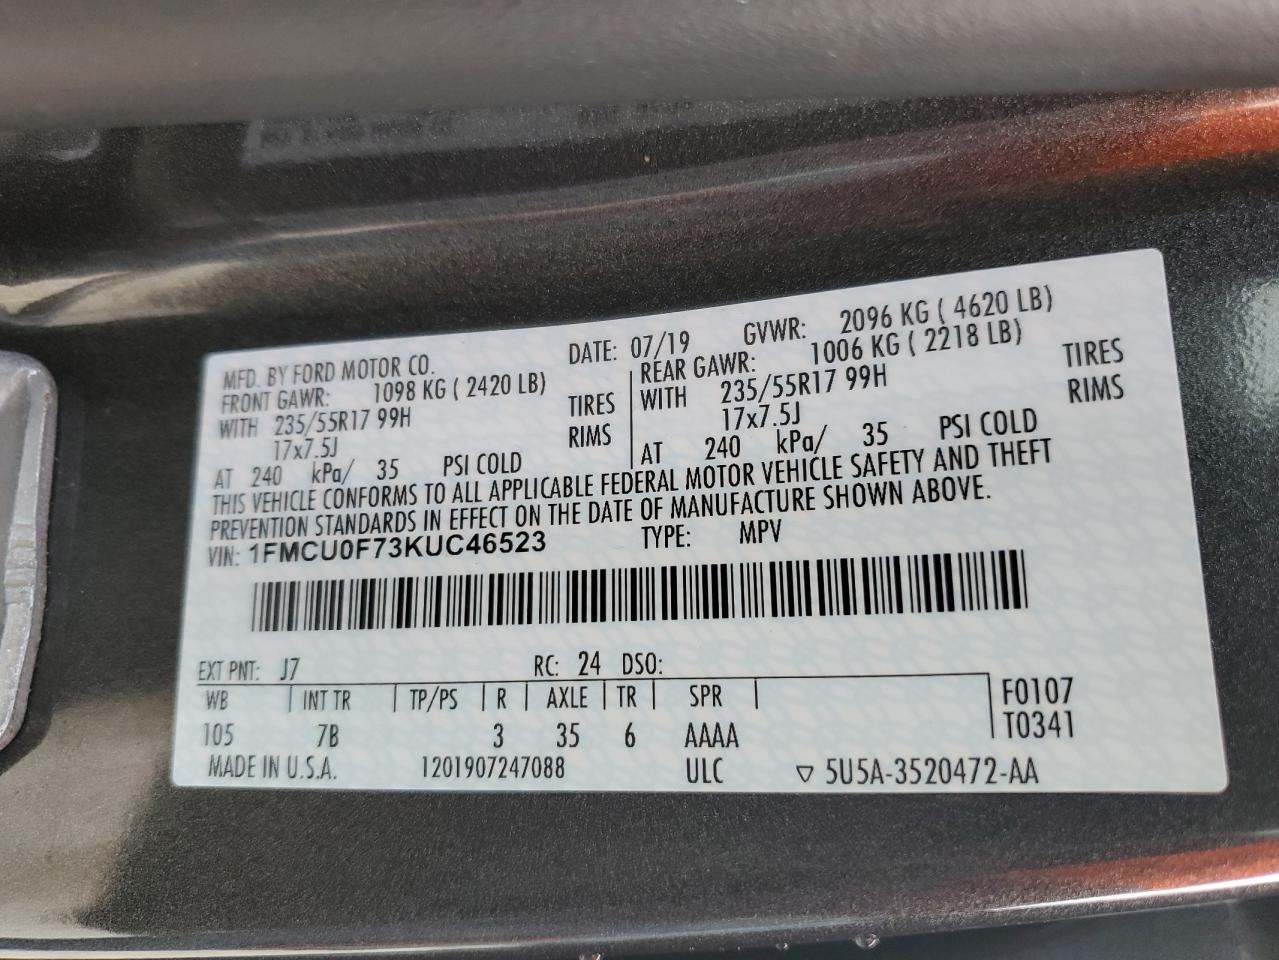 MFD. BY FORD MOTOR CO. DATE: 07/19 GVWR: 2096 KG ( 4620 LB)
FRONT GAWR: 1098 KG ( 2420 LB) REAR GAWR: 1006 KG ( 2218 LB)
WITH 235/55R17 99H TIRES WITH 235/55R17 99H TIRES
17x7.5J RIMS 17x7.5J RIMS
AT 240 kPa/ 35 PSI COLD AT 240 kPa/ 35 PSI COLD
THIS VEHICLE CONFORMS TO ALL APPLICABLE FEDERAL MOTOR VEHICLE SAFETY AND THEFT
PREVENTION STANDARDS IN EFFECT ON THE DATE OF MANUFACTURE SHOWN ABOVE.
VIN: 1FMCU0F73KUC46523 TYPE: MPV
EXT PNT: J7 RC: 24 DSO:
WB INT TR TP/PS R AXLE TR SPR F0107
105 7B 3 35 6 AAAA T0341
MADE IN U.S.A. 1201907247088 ULC ▽ 5U5A-3520472-AA